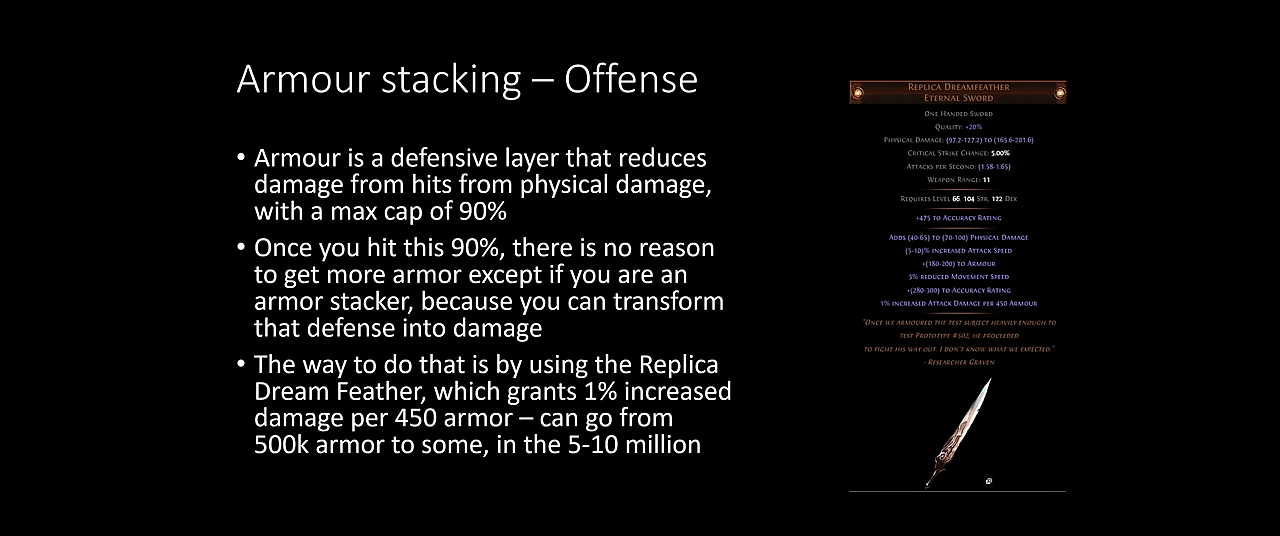 Armour stacking – Offense
• Armour is a defensive layer that reduces
damage from hits from physical damage,
with a max cap of 90%
• Once you hit this 90%, there is no reason
to get more armor except if you are an
armor stacker, because you can transform
that defense into damage
• The way to do that is by using the Replica
Dream Feather, which grants 1% increased
damage per 450 armor – can go from
500k armor to some, in the 5-10 million
Replica Dreamfeather
Eternal Sword
One Handed Sword
Quality: +20%
Physical Damage: (97.2-127.2) to (165.6-201.6)
Critical Strike Chance: 5.00%
Attacks per Second: (1.58-1.65)
Weapon Range: 11
Requires Level 66, 104 Str, 122 Dex
+475 to Accuracy Rating
Adds (40-65) to (70-100) Physical Damage
(5-10)% increased Attack Speed
+(180-200) to Armour
3% reduced Movement Speed
+(280-300) to Accuracy Rating
1% increased Attack Damage per 450 Armour
"Once we armoured the test subject heavily enough to
test Prototype #502, he proceeded
to fight his way out. I don't know what we expected."
- Researcher Graven